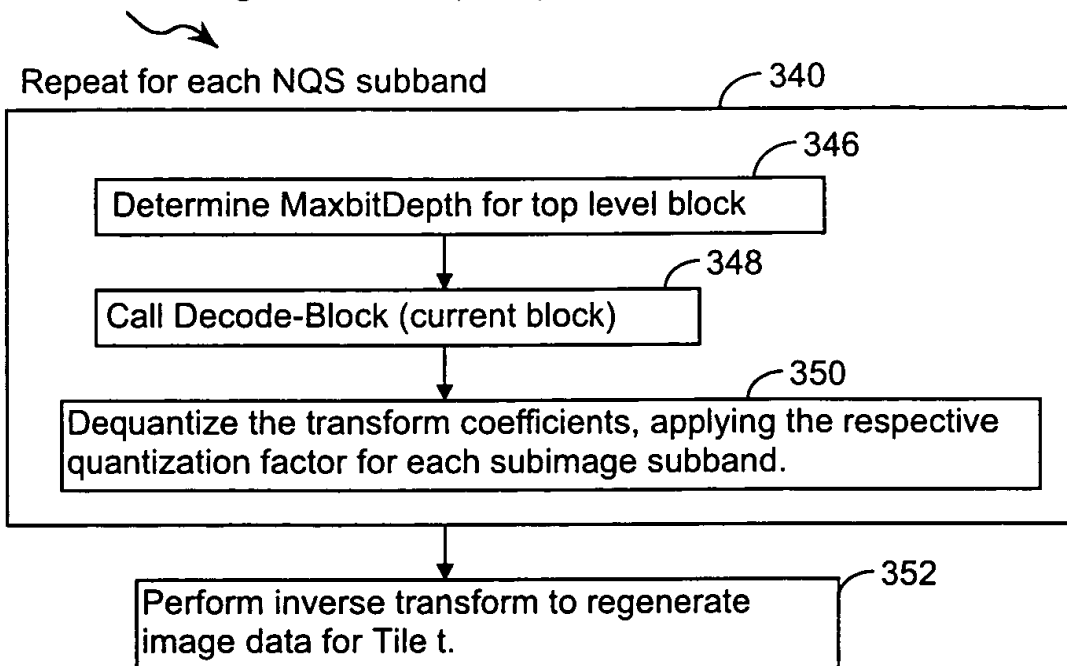 Repeat for each NQS subband
340
346
Determine MaxbitDepth for top level block
348
Call Decode-Block (current block)
350
Dequantize the transform coefficients, applying the respective
quantization factor for each subimage subband.
352
Perform inverse transform to regenerate
image data for Tile t.